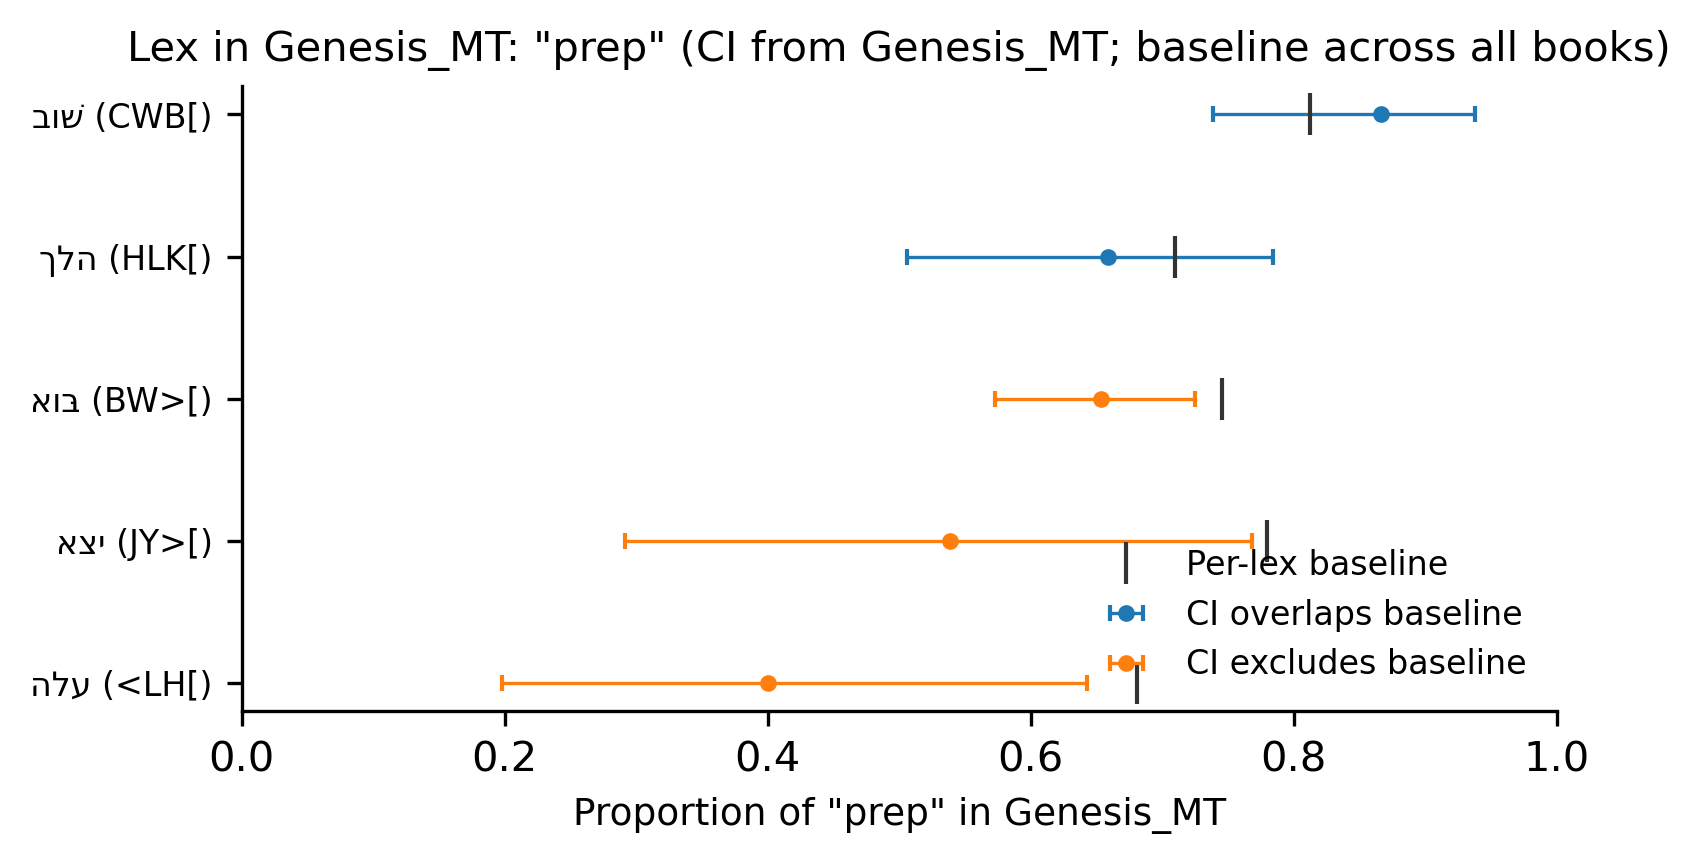 Lex in Genesis_MT: "prep" (CI from Genesis_MT; baseline across all books)
שׁוב (CWB[)
הלך (HLK[)
בּוא (BW>[)
יצא (JY>[)
עלה (<LH[)
Per-lex baseline
CI overlaps baseline
CI excludes baseline
0.0 0.2 0.4 0.6 0.8 1.0
Proportion of "prep" in Genesis_MT